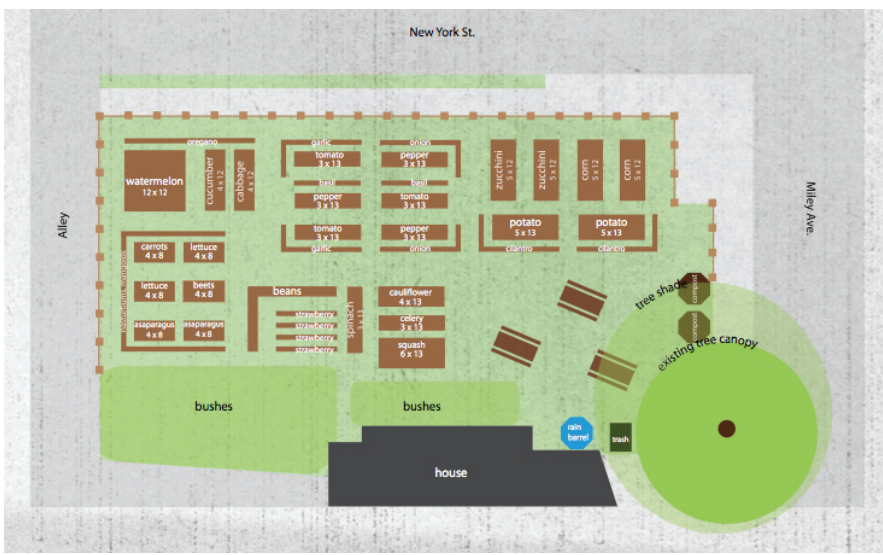 New York St.
Alley
Miley Ave.
oregano
watermelon
12 x 12
cucumber
4 x 12
cabbage
4 x 12
garlic
tomato
3 x 13
basil
pepper
3 x 13
tomato
3 x 13
garlic
onion
pepper
3 x 13
basil
tomato
3 x 13
pepper
3 x 13
onion
zucchini
5 x 12
zucchini
5 x 12
corn
5 x 12
corn
5 x 12
potato
5 x 13
cilantro
potato
5 x 13
cilantro
carrots
4 x 8
lettuce
4 x 8
lettuce
4 x 8
beets
4 x 8
asaparagus
4 x 8
asaparagus
4 x 8
beans
strawberry
strawberry
strawberry
strawberry
spinach
3 x 13
cauliflower
4 x 13
celery
3 x 13
squash
6 x 13
tree shade
compost
compost
existing tree canopy
bushes
bushes
rain
barrel
trash
house